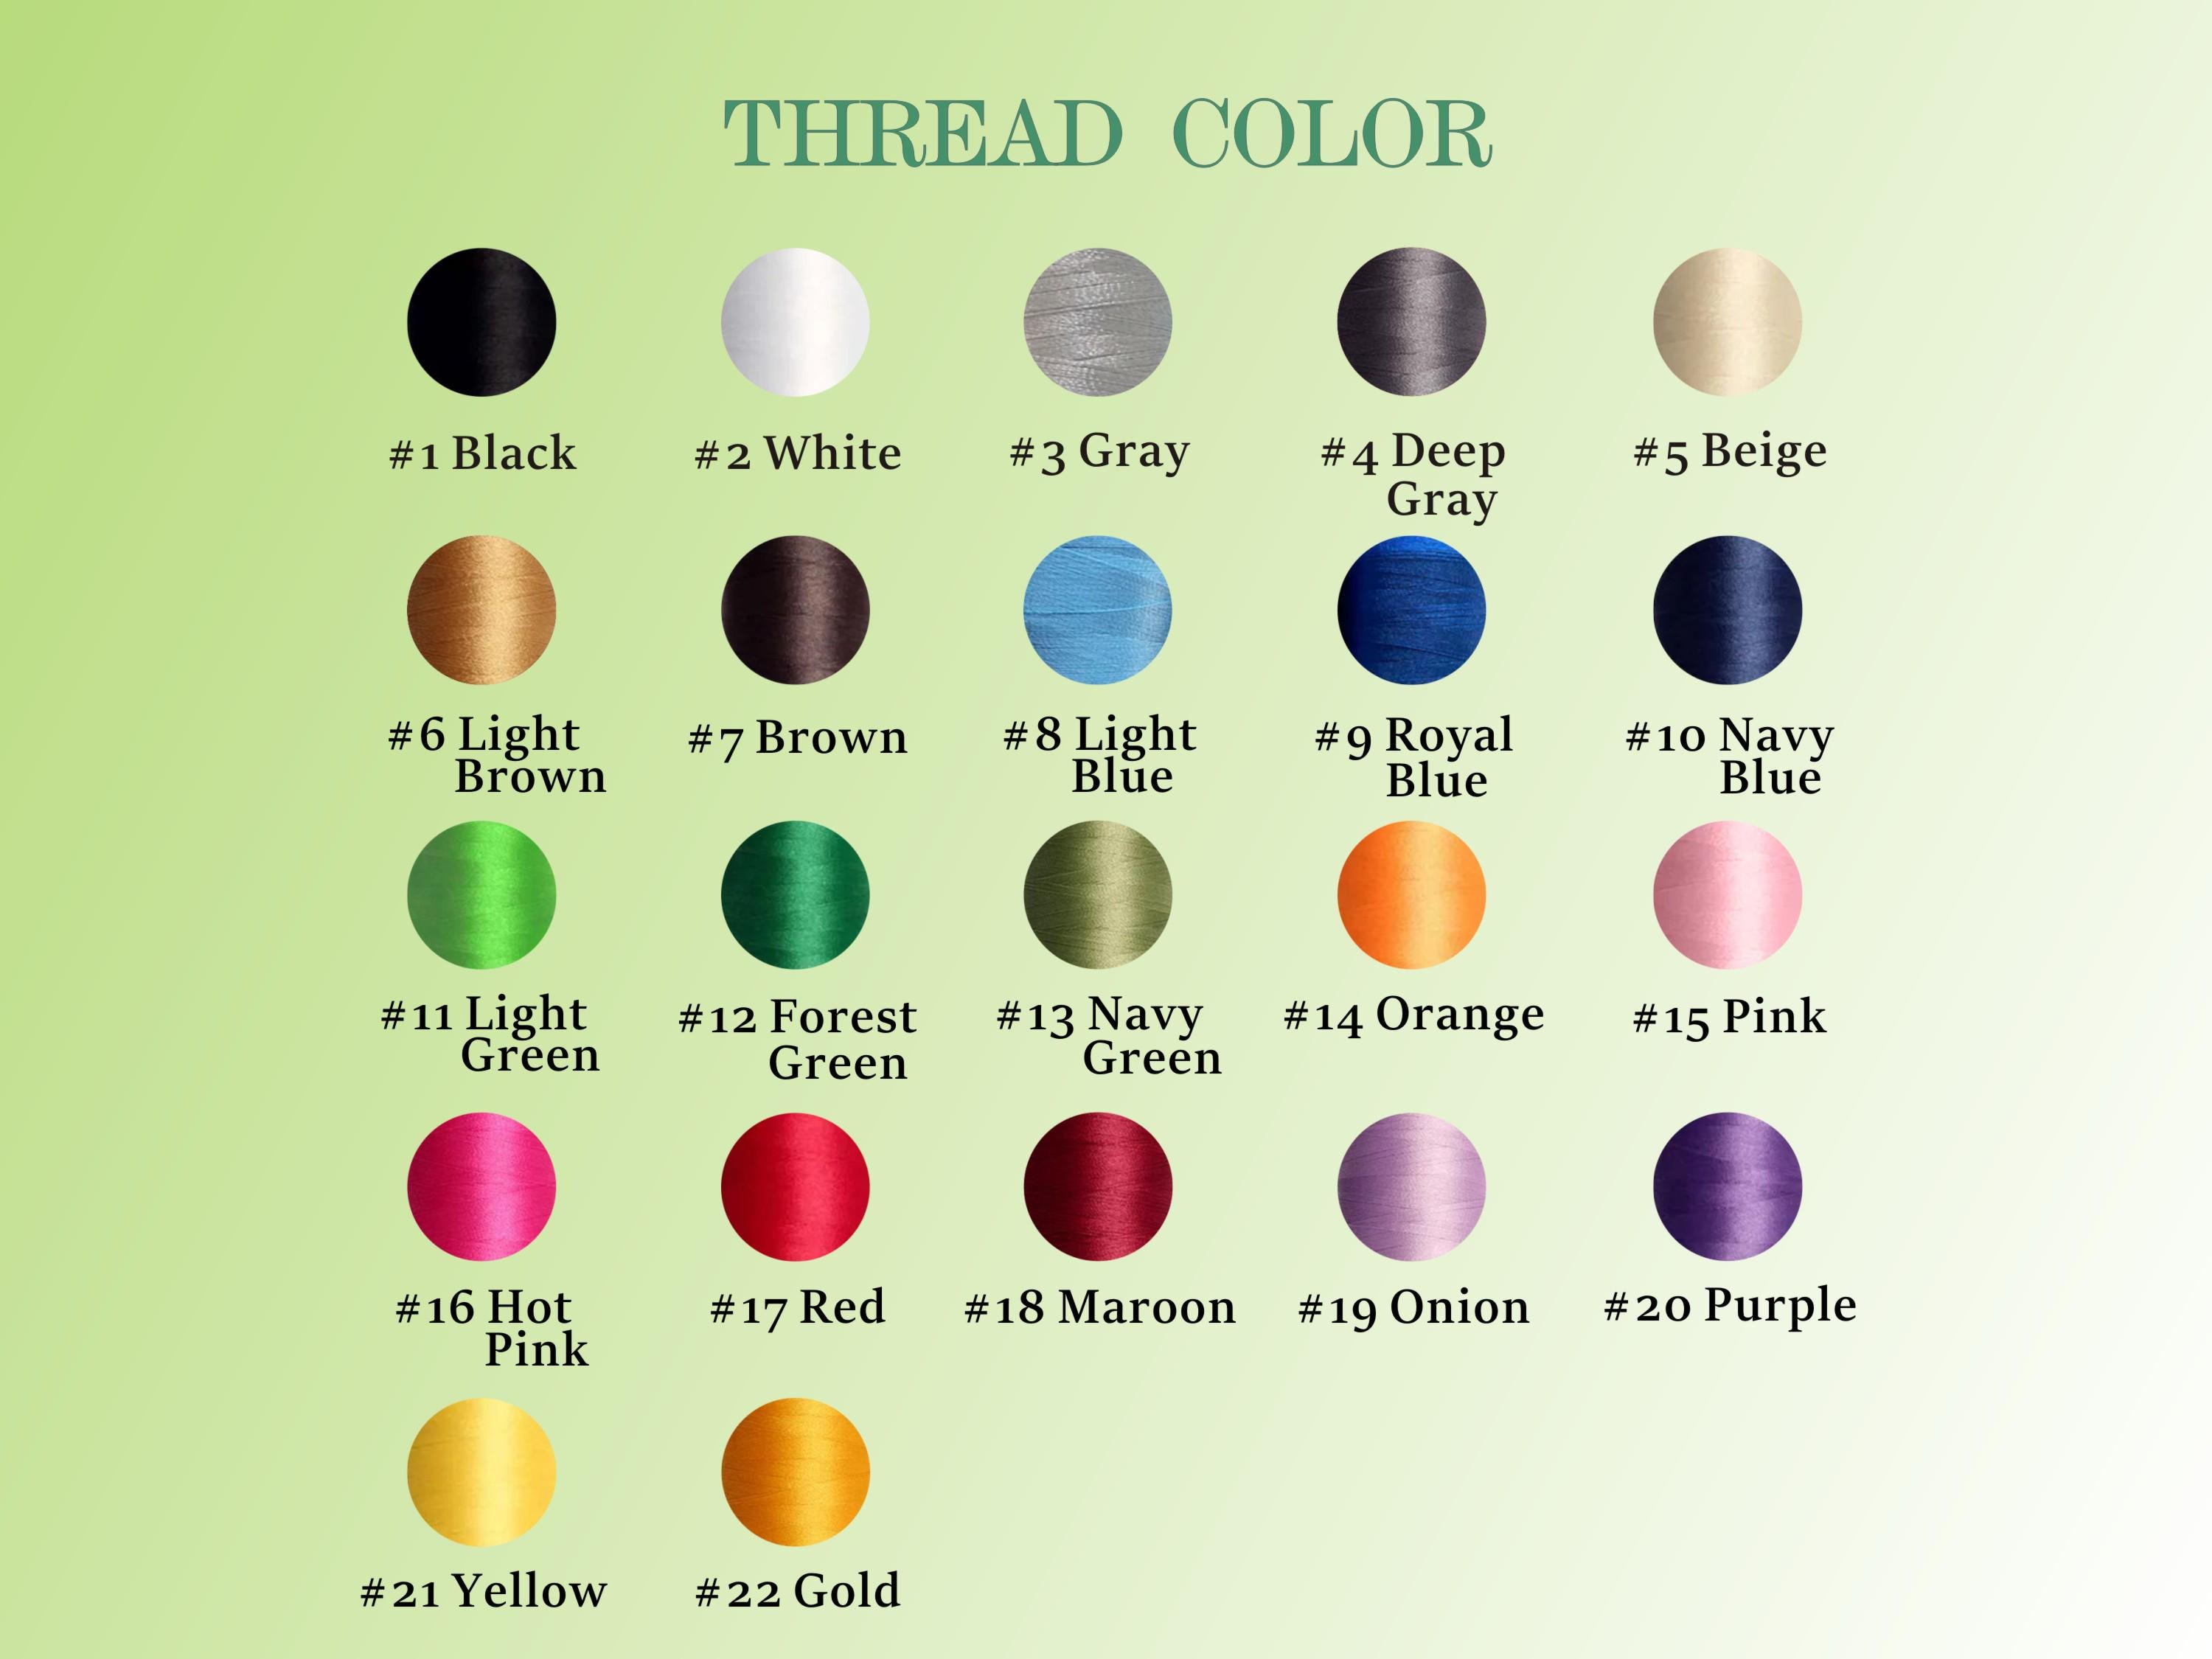 THREAD COLOR
#1 Black
#2 White
#3 Gray
#4 Deep
Gray
#5 Beige
#6 Light
Brown
#7 Brown
#8 Light
Blue
#9 Royal
Blue
#10 Navy
Blue
#11 Light
Green
#12 Forest
Green
#13 Navy
Green
#14 Orange
#15 Pink
#16 Hot
Pink
#17 Red
#18 Maroon
#19 Onion
#20 Purple
#21 Yellow
#22 Gold